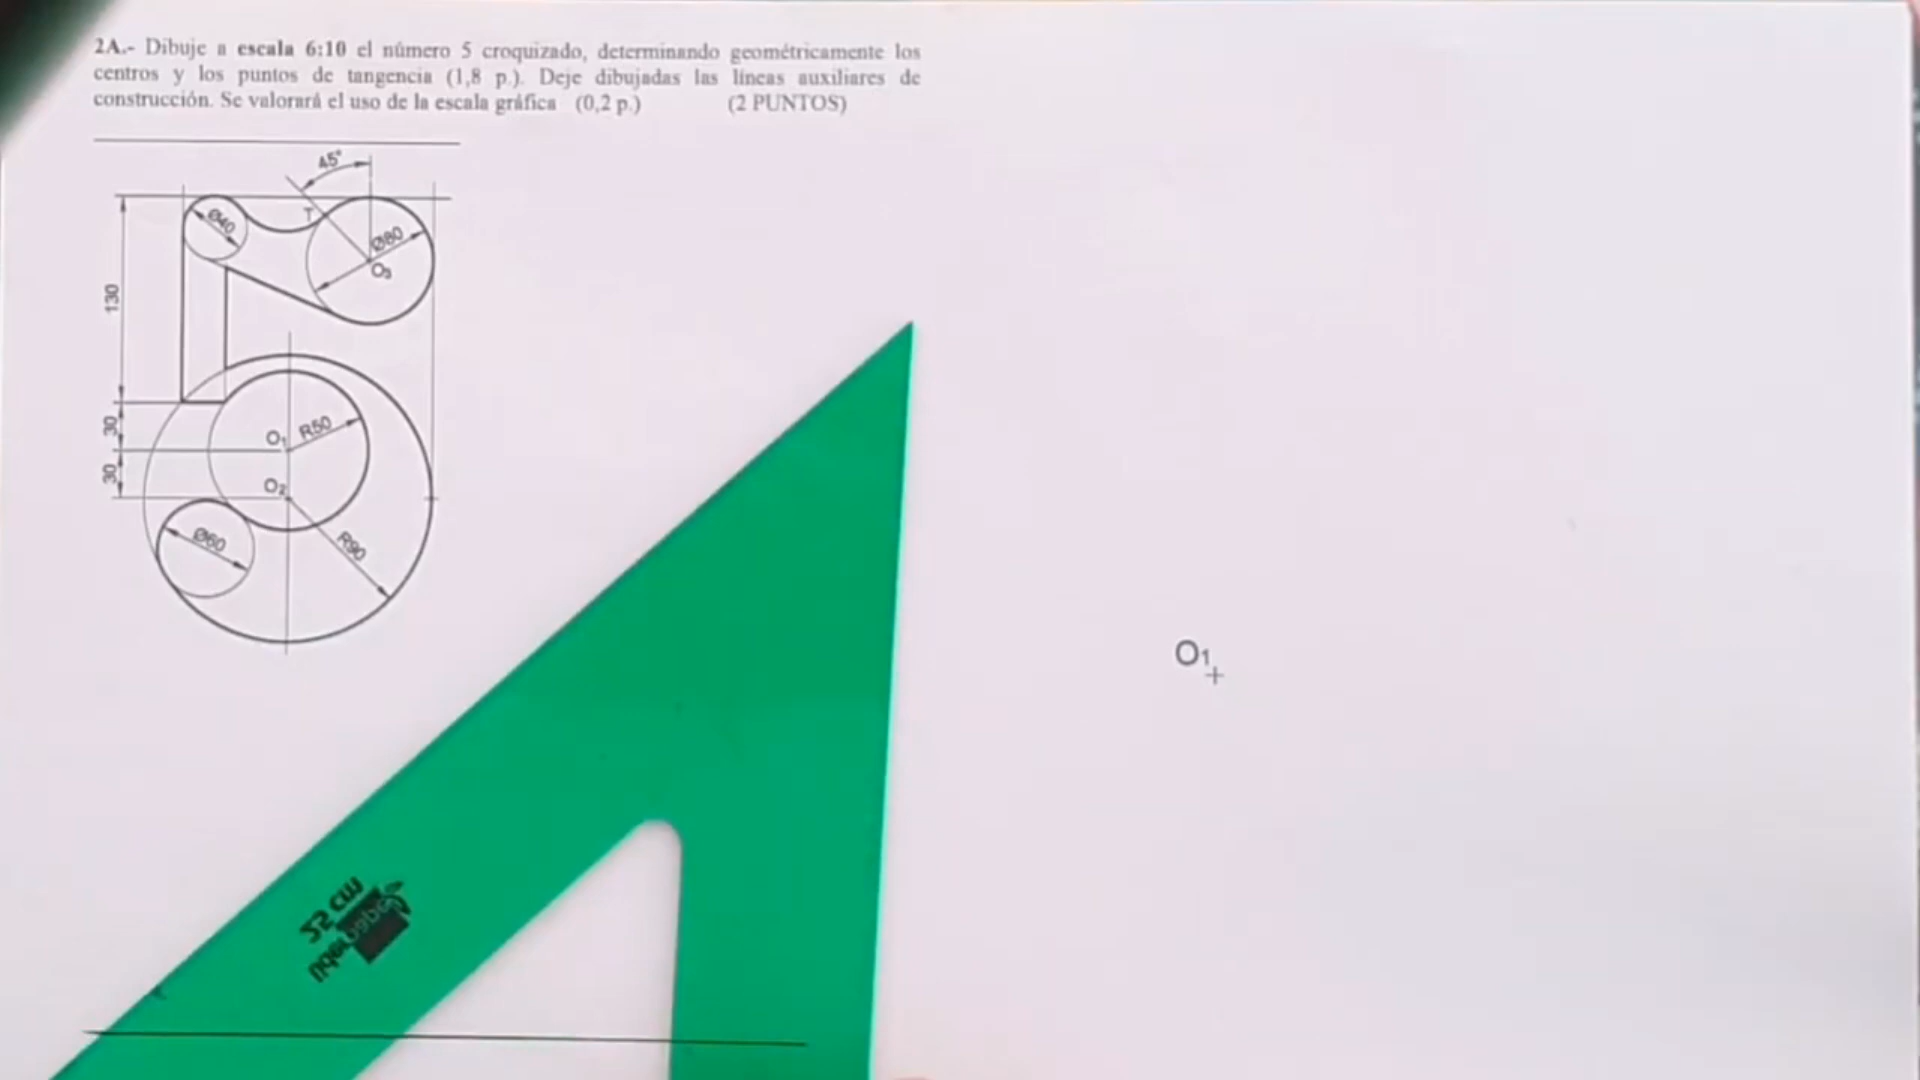 2A.- Dibuje a escala 6:10 el número 5 croquizado, determinando geométricamente los
centros y los puntos de tangencia (1,8 p.). Deje dibujadas las líneas auxiliares de
construcción. Se valorará el uso de la escala gráfica (0,2 p.) (2 PUNTOS)
45°
T
Ø40
Ø80
O3
130
30
O1 R50
30
O2
Ø60
R90
O1
25 CM